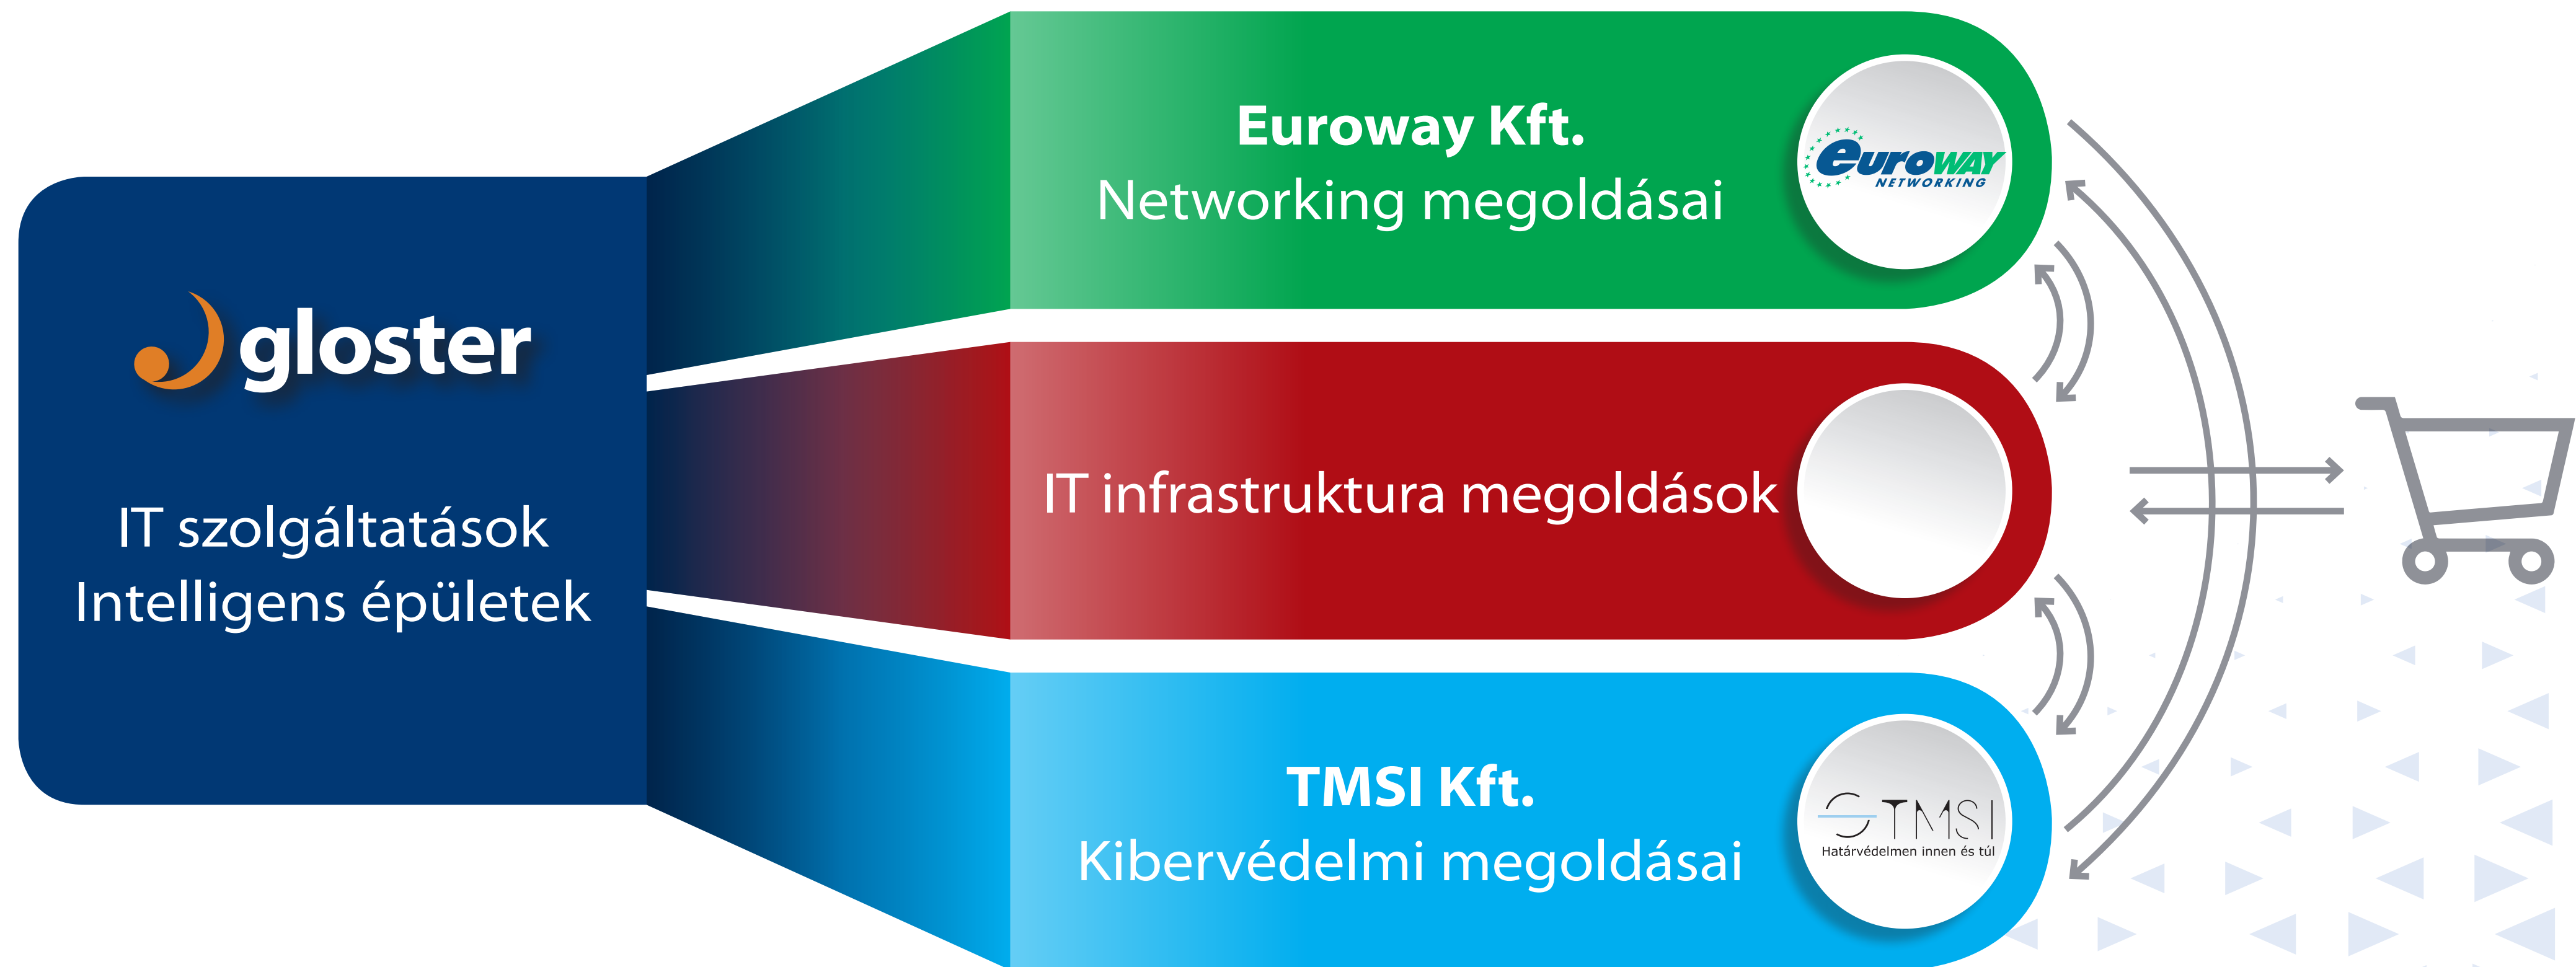 gloster
IT szolgáltatások
Intelligens épületek
Euroway Kft.
Networking megoldásai
euroWAY
NETWORKING
IT infrastruktura megoldások
TMSI Kft.
Kibervédelmi megoldásai
TMSI
Határvédelmen innen és túl